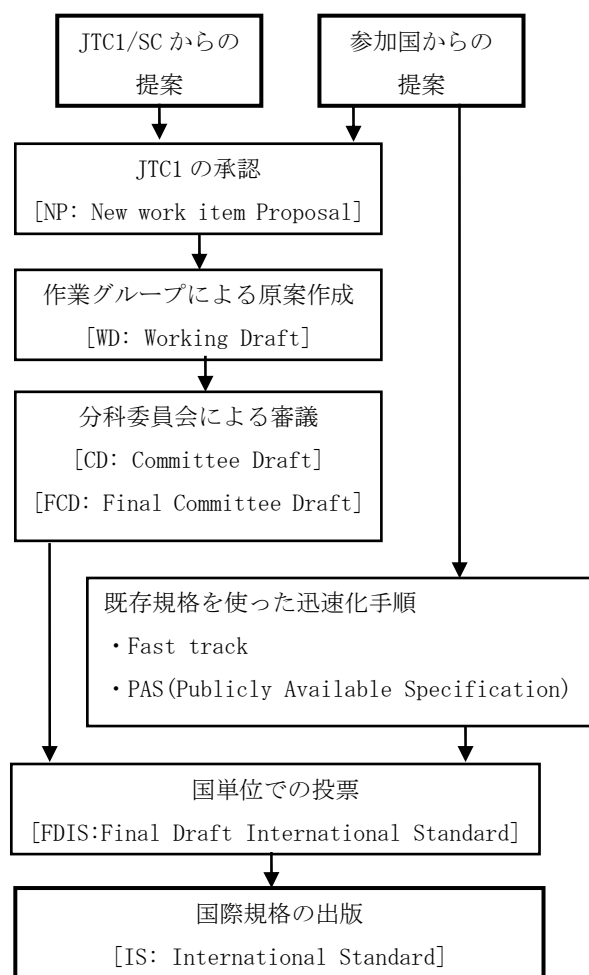 JTC1/SC からの
提案
参加国からの
提案
JTC1 の承認
[NP: New work item Proposal]
作業グループによる原案作成
[WD: Working Draft]
分科委員会による審議
[CD: Committee Draft]
[FCD: Final Committee Draft]
既存規格を使った迅速化手順
・Fast track
・PAS(Publicly Available Specification)
国単位での投票
[FDIS:Final Draft International Standard]
国際規格の出版
[IS: International Standard]